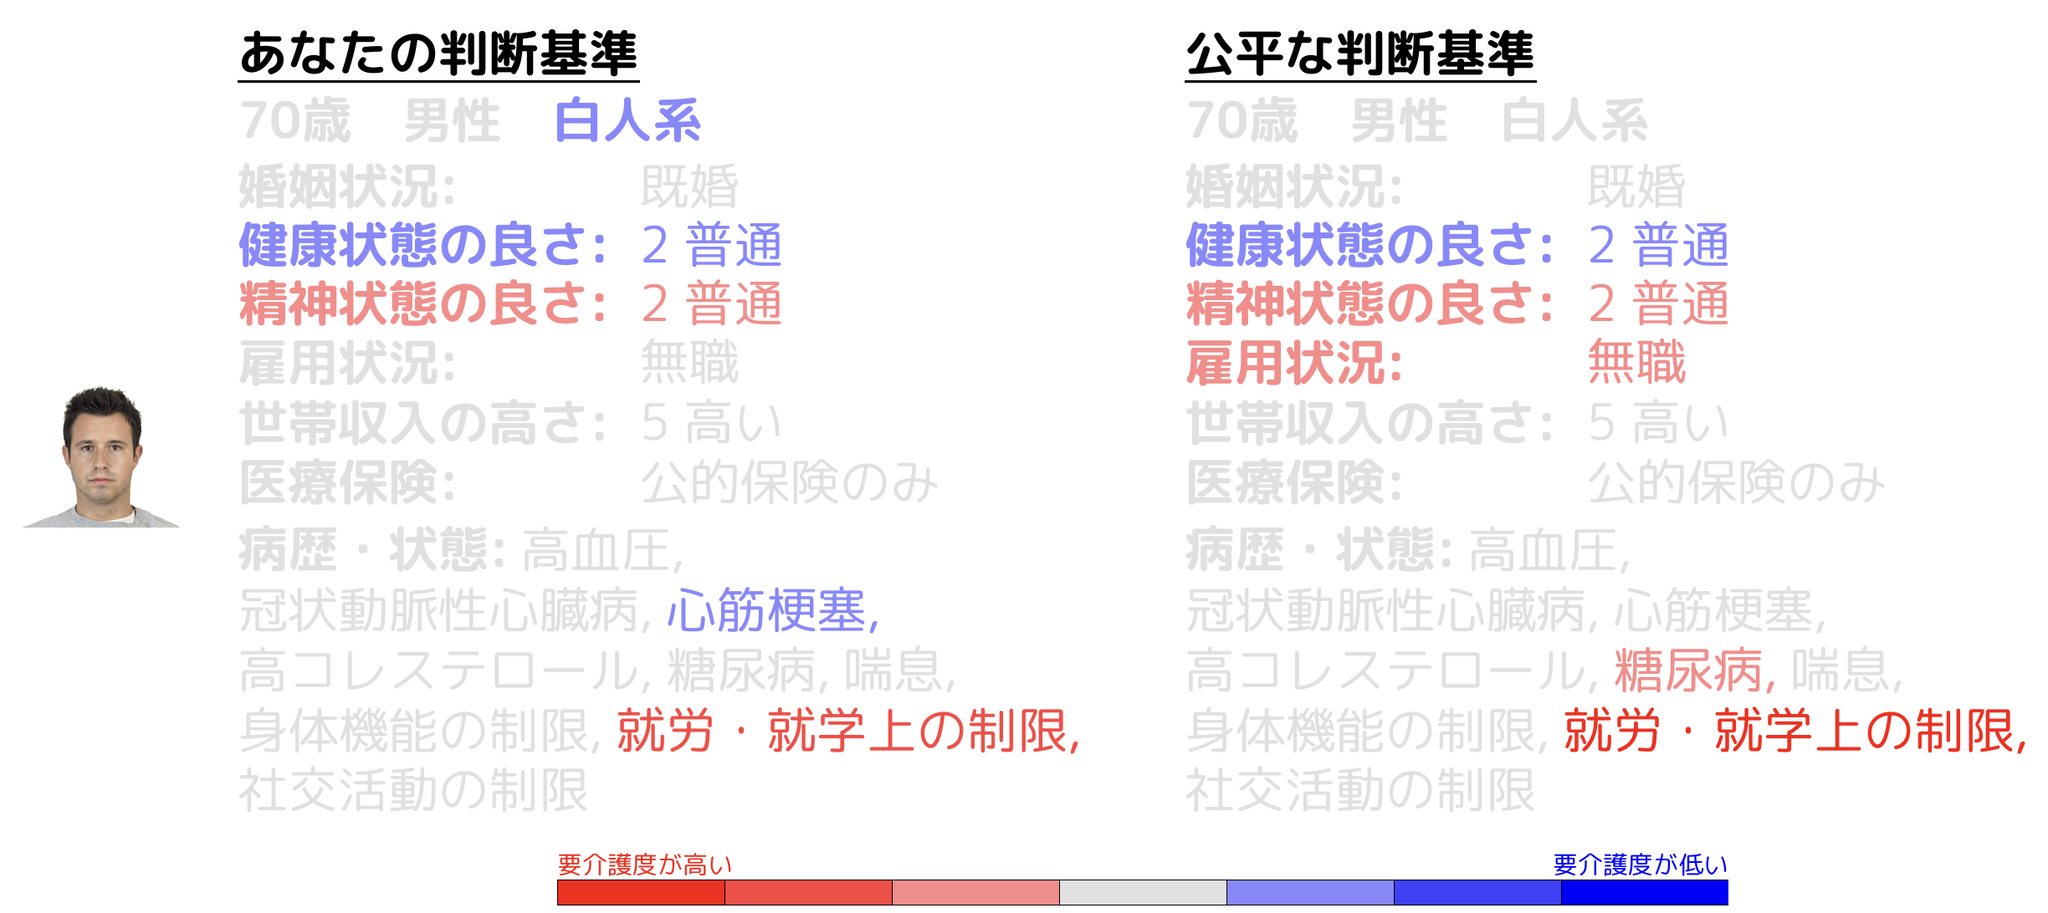 あなたの判断基準
70歳 男性 白人系
婚姻状況: 既婚
健康状態の良さ: 2 普通
精神状態の良さ: 2 普通
雇用状況: 無職
世帯収入の高さ: 5 高い
医療保険: 公的保険のみ
病歴・状態: 高血圧,
冠状動脈性心臓病, 心筋梗塞,
高コレステロール, 糖尿病, 喘息,
身体機能の制限, 就労・就学上の制限,
社交活動の制限
公平な判断基準
70歳 男性 白人系
婚姻状況: 既婚
健康状態の良さ: 2 普通
精神状態の良さ: 2 普通
雇用状況: 無職
世帯収入の高さ: 5 高い
医療保険: 公的保険のみ
病歴・状態: 高血圧,
冠状動脈性心臓病, 心筋梗塞,
高コレステロール, 糖尿病, 喘息,
身体機能の制限, 就労・就学上の制限,
社交活動の制限
要介護度が高い
要介護度が低い